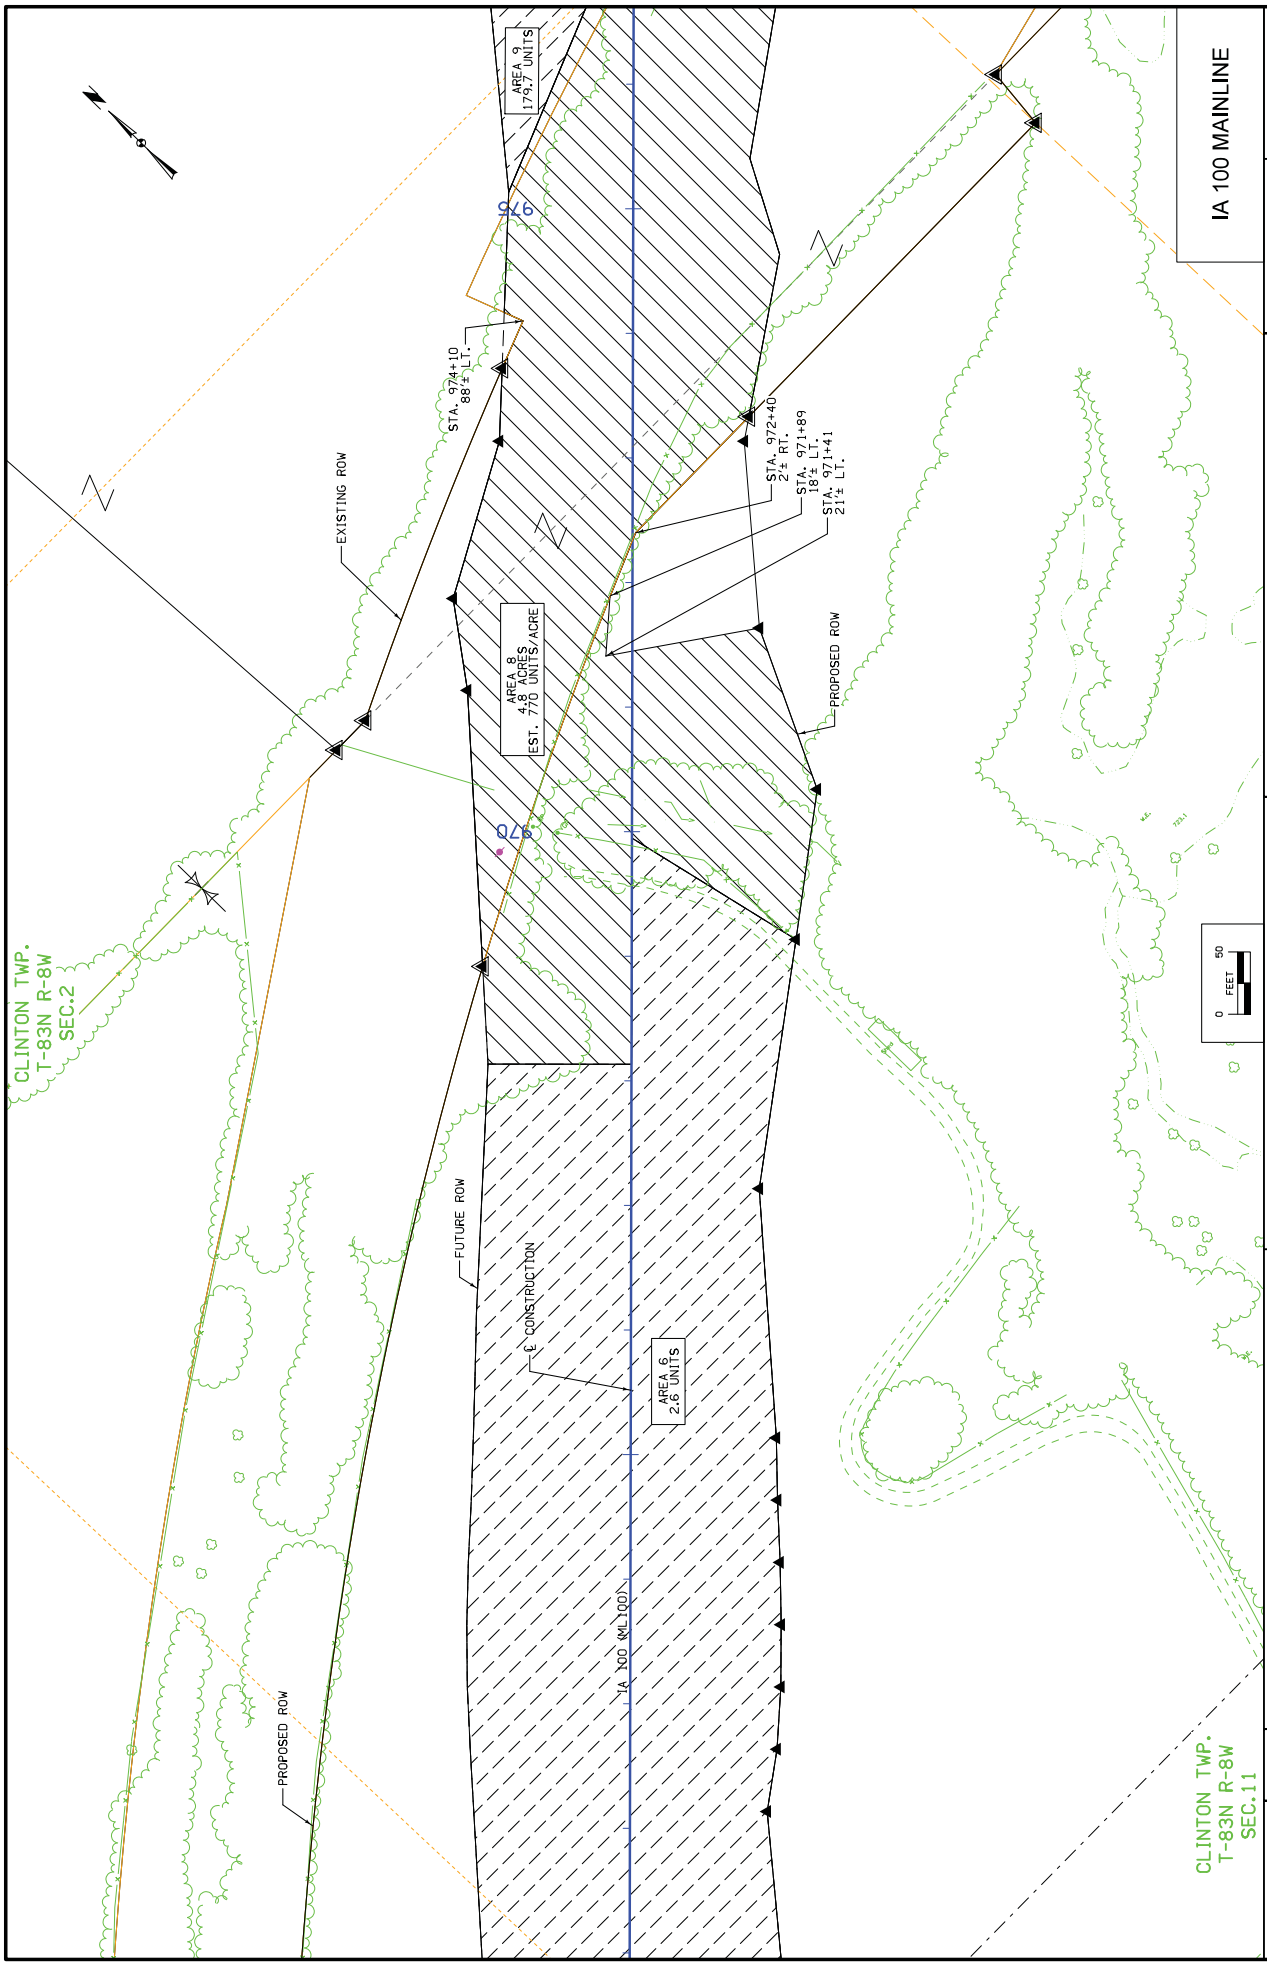 CLINTON TWP.
T-83N R-8W
SEC.2
N
EXISTING ROW
STA. 974+10
88'± LT.
AREA 9
179.7 UNITS
975
AREA 8
4.8 ACRES
EST. 770 UNITS/ACRE
970
STA. 972+40
2'± RT.
STA. 971+89
18'± LT.
STA. 971+41
21'± LT.
PROPOSED ROW
FUTURE ROW
℄ CONSTRUCTION
AREA 6
2.6 UNITS
IA 100 (ML100)
PROPOSED ROW
CLINTON TWP.
T-83N R-8W
SEC.11
0 50
FEET
IA 100 MAINLINE